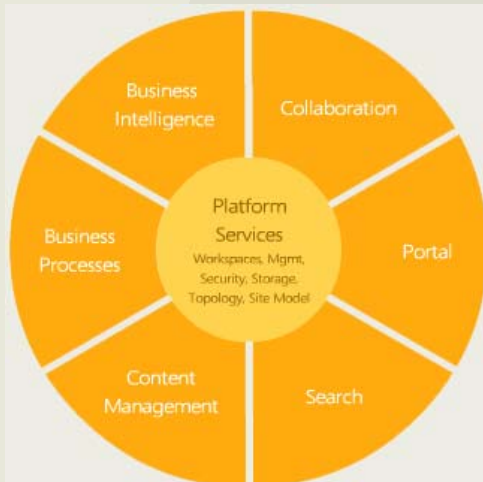 Business
Intelligence
Collaboration
Platform
Services
Workspaces, Mgmt,
Security, Storage,
Topology, Site Model
Business
Processes
Portal
Content
Management
Search